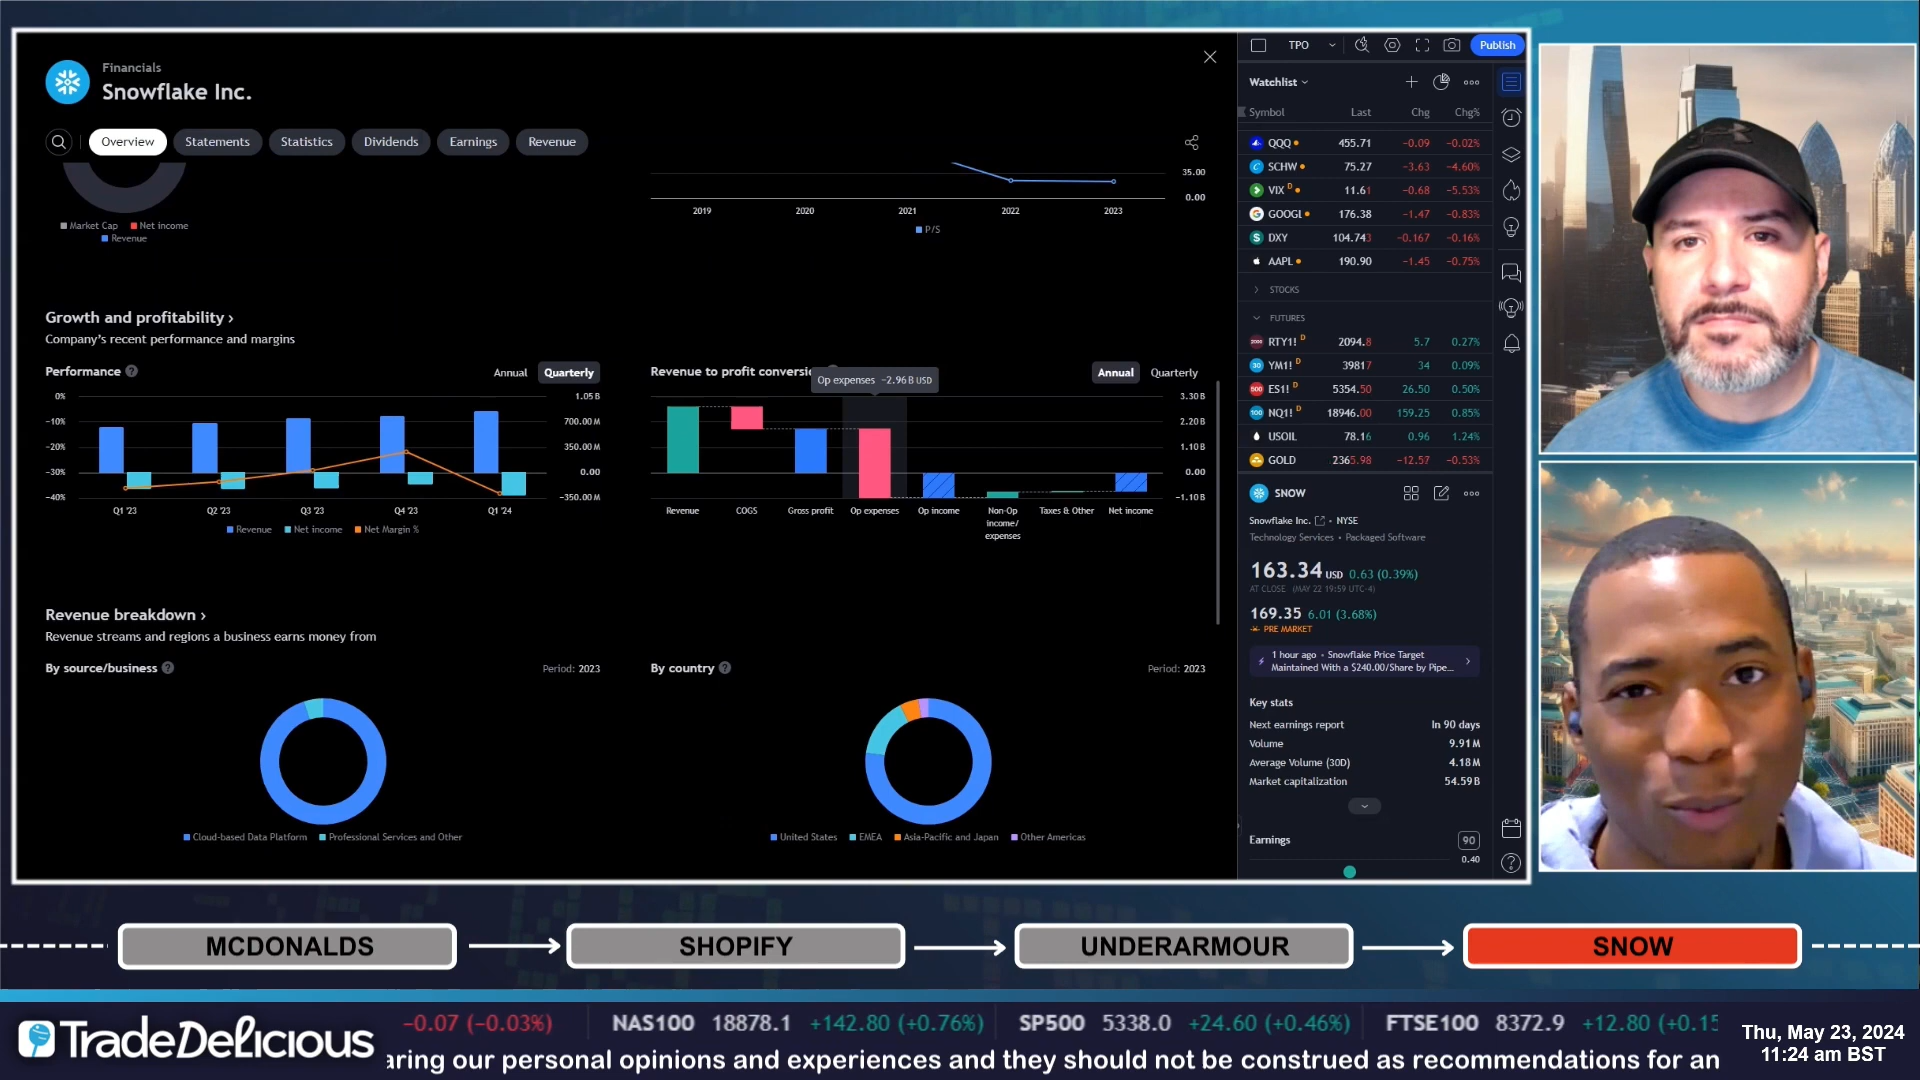 Financials
Snowflake Inc.
Overview Statements Statistics Dividends Earnings Revenue
Market Cap Net income
Revenue
35.00
0.00
2019 2020 2021 2022 2023
P/S
Growth and profitability ›
Company's recent performance and margins
Performance ? Annual Quarterly
0% 1.05 B
−10% 700.00 M
−20% 350.00 M
−30% 0.00
−40% −350.00 M
Q1 '23 Q2 '23 Q3 '23 Q4 '23 Q1 '24
Revenue Net income Net Margin %
Revenue to profit conversio Annual Quarterly
Op expenses −2.96 B USD
3.30 B
2.20 B
1.10 B
0.00
−1.10 B
Revenue COGS Gross profit Op expenses Op income Non-Op income/ expenses Taxes & Other Net income
Revenue breakdown ›
Revenue streams and regions a business earns money from
By source/business ? Period: 2023
Cloud-based Data Platform Professional Services and Other
By country ? Period: 2023
United States EMEA Asia-Pacific and Japan Other Americas
TPO Publish
Watchlist
Symbol Last Chg Chg%
QQQ 455.71 −0.09 −0.02%
SCHW 75.27 −3.63 −4.60%
VIX D 11.61 −0.68 −5.53%
GOOGL 176.38 −1.47 −0.83%
DXY 104.743 −0.167 −0.16%
AAPL 190.90 −1.45 −0.75%
STOCKS
FUTURES
RTY1! D 2094.8 5.7 0.27%
YM1! D 39817 34 0.09%
ES1! D 5354.50 26.50 0.50%
NQ1! D 18946.00 159.25 0.85%
USOIL 78.16 0.96 1.24%
GOLD 2365.98 −12.57 −0.53%
SNOW
Snowflake Inc. • NYSE
Technology Services • Packaged Software
163.34 USD 0.63 (0.39%)
AT CLOSE (MAY 22 19:59 UTC-4)
169.35 6.01 (3.68%)
PRE MARKET
1 hour ago • Snowflake Price Target
Maintained With a $240.00/Share by Pipe...
Key stats
Next earnings report In 90 days
Volume 9.91 M
Average Volume (30D) 4.18 M
Market capitalization 54.59 B
Earnings 90
0.40
MCDONALDS SHOPIFY UNDERARMOUR SNOW
TradeDelicious
−0.07 (−0.03%) NAS100 18878.1 +142.80 (+0.76%) SP500 5338.0 +24.60 (+0.46%) FTSE100 8372.9 +12.80 (+0.15
aring our personal opinions and experiences and they should not be construed as recommendations for an
Thu, May 23, 2024
11:24 am BST